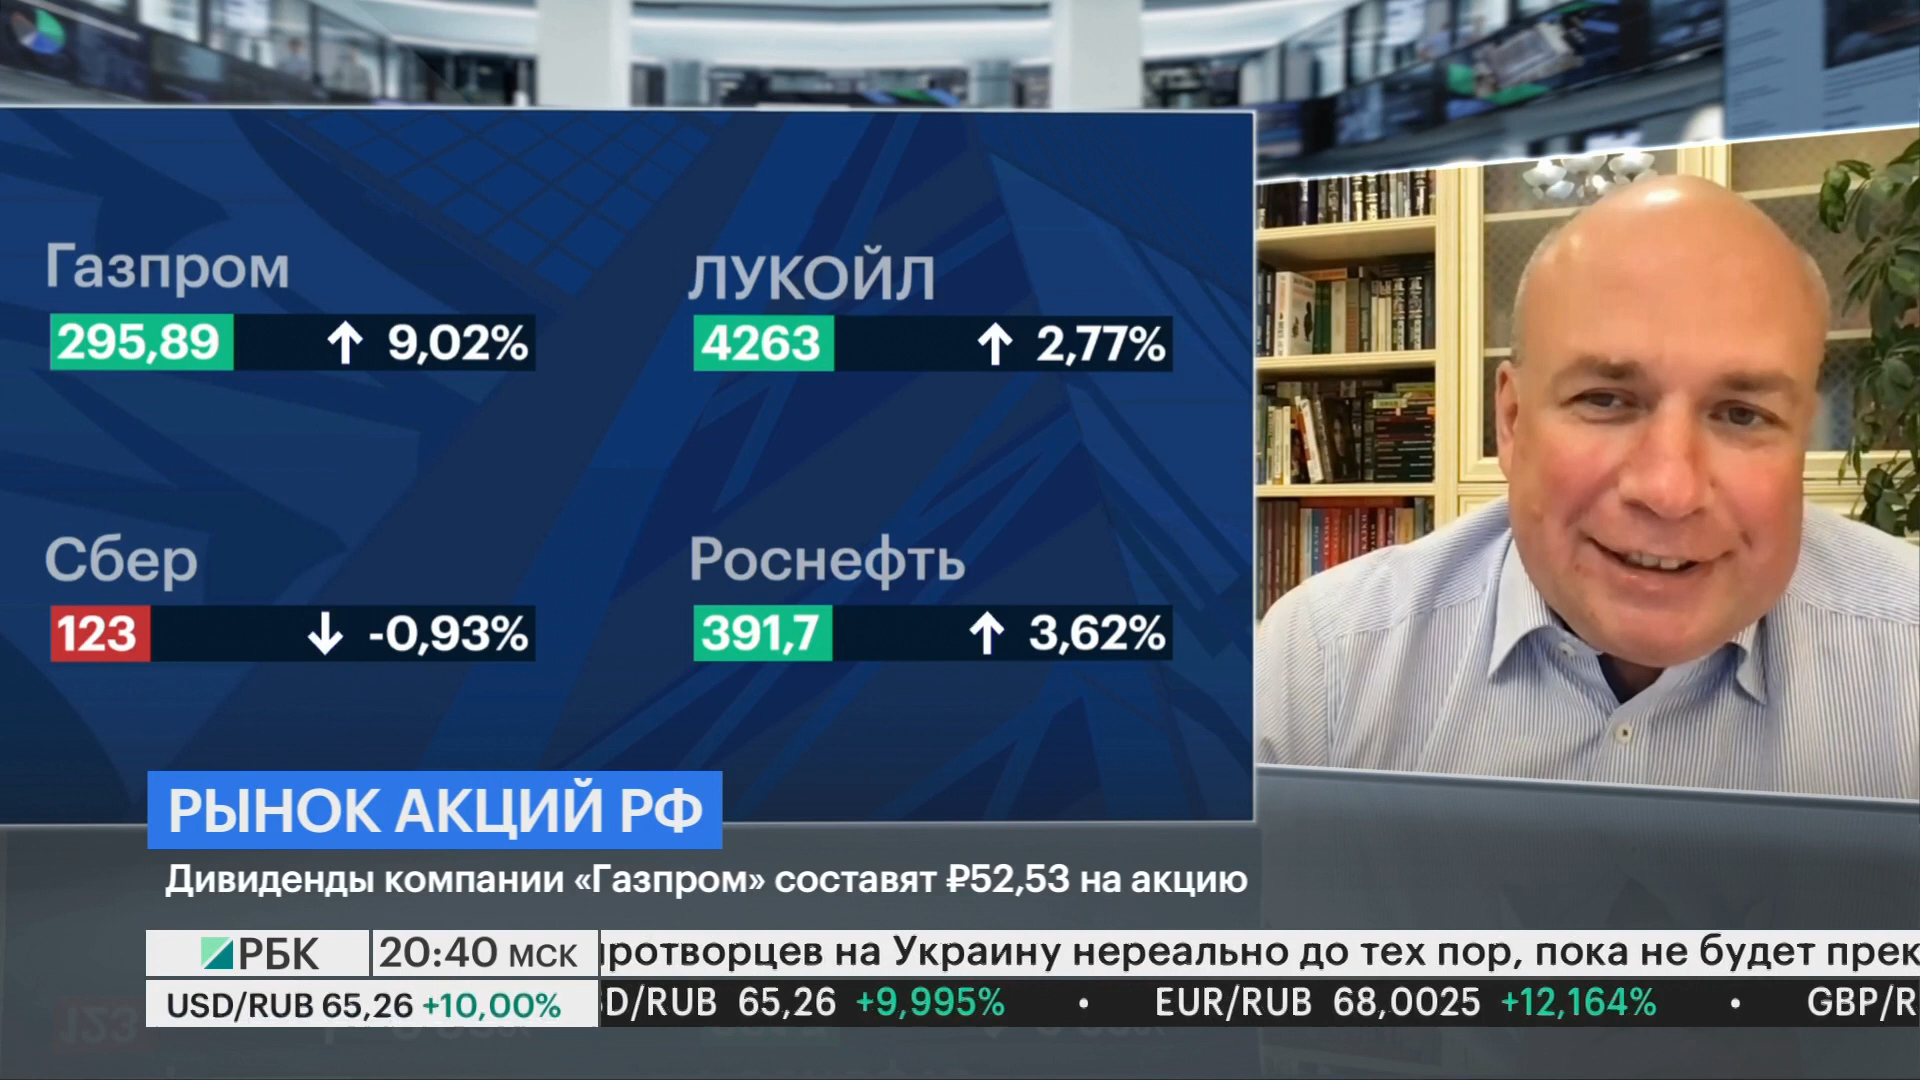 Газпром
295,89 ↑ 9,02%
ЛУКОЙЛ
4263 ↑ 2,77%
Сбер
123 ↓ -0,93%
Роснефть
391,7 ↑ 3,62%
РЫНОК АКЦИЙ РФ
Дивиденды компании «Газпром» составят ₽52,53 на акцию
РБК 20:40 МСК
на Украину нереально до тех пор, пока не будет
USD/RUB 65,26 +10,00%
D/RUB 65,26 +9,995% • EUR/RUB 68,0025 +12,164% • GBP/R